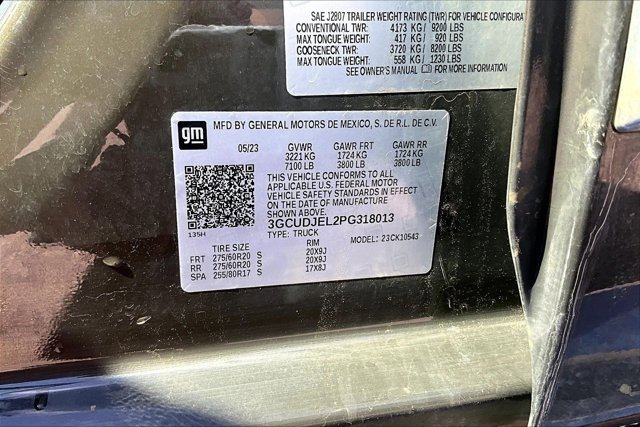 SAE J2807 TRAILER WEIGHT RATING (TWR) FOR VEHICLE CONFIGURA
CONVENTIONAL TWR: 4173 KG / 9200 LBS
MAX TONGUE WEIGHT: 417 KG / 920 LBS
GOOSENECK TWR: 3720 KG / 8200 LBS
MAX TONGUE WEIGHT: 558 KG / 1230 LBS
SEE OWNER'S MANUAL FOR MORE INFORMATION
gm
MFD BY GENERAL MOTORS DE MEXICO, S. DE R.L. DE C.V.
05/23 GVWR GAWR FRT GAWR RR
3221 KG 1724 KG 1724 KG
7100 LB 3800 LB 3800 LB
THIS VEHICLE CONFORMS TO ALL
APPLICABLE U.S. FEDERAL MOTOR
VEHICLE SAFETY STANDARDS IN EFFECT
ON THE DATE OF MANUFACTURE
SHOWN ABOVE.
3GCUDJEL2PG318013
135H
TYPE: TRUCK MODEL: 23CK10543
TIRE SIZE RIM
FRT 275/60R20 S 20X9J
RR 275/60R20 S 20X9J
SPA 255/80R17 S 17X8J